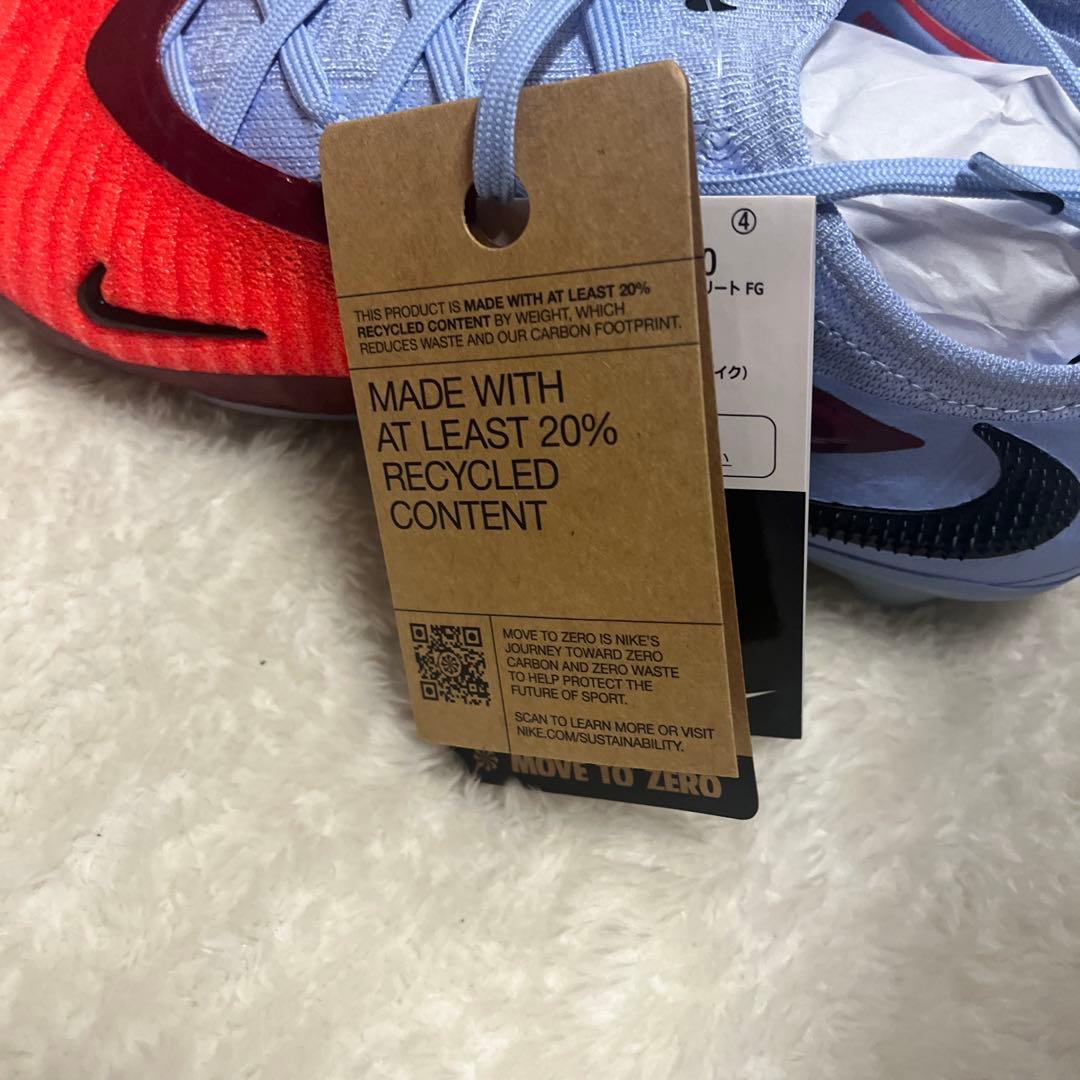 THIS PRODUCT IS MADE WITH AT LEAST 20%
RECYCLED CONTENT BY WEIGHT, WHICH
REDUCES WASTE AND OUR CARBON FOOTPRINT.
MADE WITH
AT LEAST 20%
RECYCLED
CONTENT
MOVE TO ZERO IS NIKE'S
JOURNEY TOWARD ZERO
CARBON AND ZERO WASTE
TO HELP PROTECT THE
FUTURE OF SPORT.
SCAN TO LEARN MORE OR VISIT
NIKE.COM/SUSTAINABILITY.
MOVE TO ZERO
④
0
リート FG
イク)